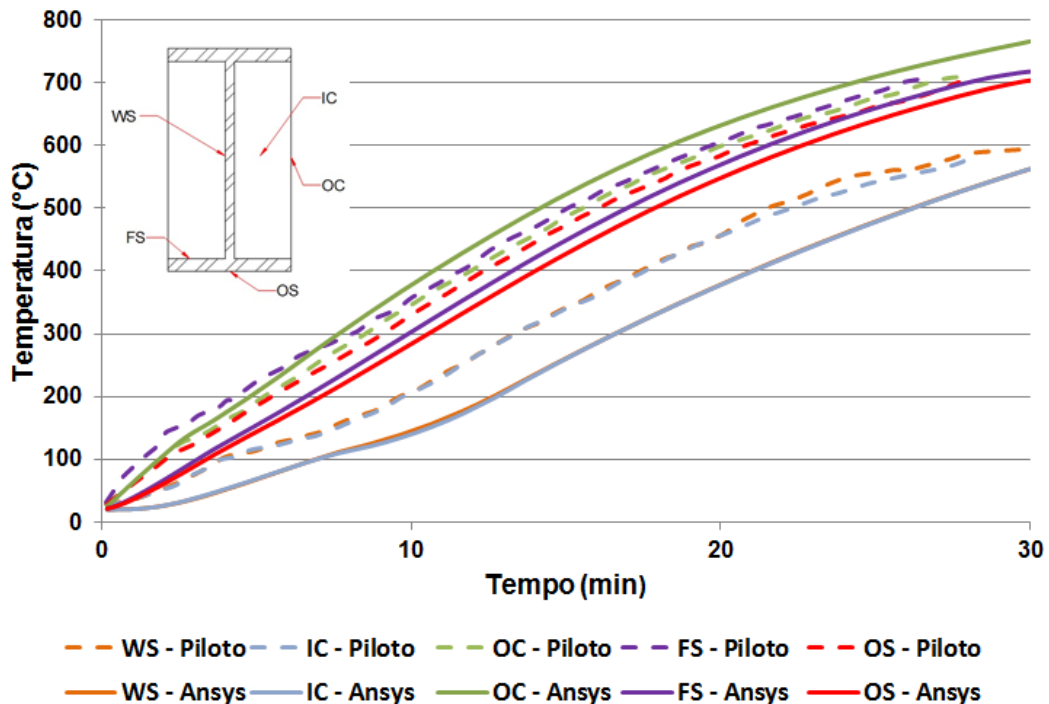 Temperatura (°C)
800
700
600
500
400
300
200
100
0
WS
IC
OC
FS
OS
0 10 20 30
Tempo (min)
WS - Piloto IC - Piloto OC - Piloto FS - Piloto OS - Piloto
WS - Ansys IC - Ansys OC - Ansys FS - Ansys OS - Ansys